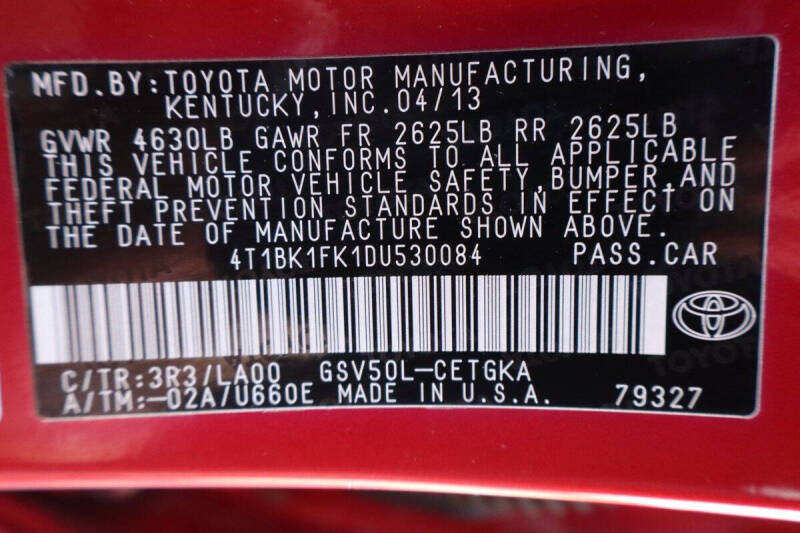 MFD.BY:TOYOTA MOTOR MANUFACTURING,
KENTUCKY,INC.04/13
GVWR 4630LB GAWR FR 2625LB RR 2625LB
THIS VEHICLE CONFORMS TO ALL APPLICABLE
FEDERAL MOTOR VEHICLE SAFETY,BUMPER,AND
THEFT PREVENTION STANDARDS IN EFFECT ON
THE DATE OF MANUFACTURE SHOWN ABOVE.
4T1BK1FK1DU530084 PASS.CAR
C/TR:3R3/LA00 GSV50L-CETGKA
A/TM:-02A/U660E MADE IN U.S.A. 79327